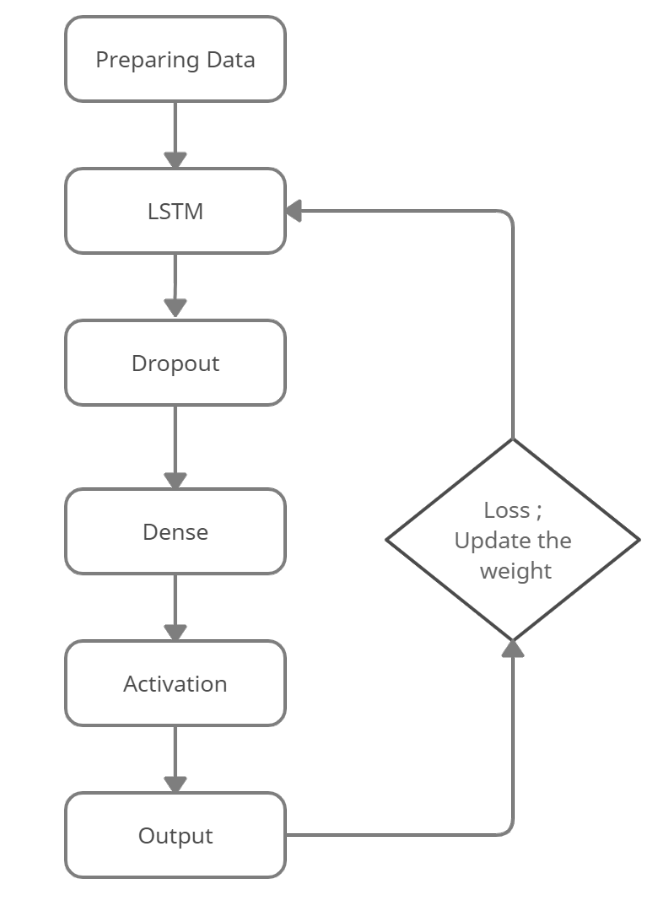 Preparing Data
LSTM
Dropout
Dense
Activation
Output
Loss ;
Update the
weight